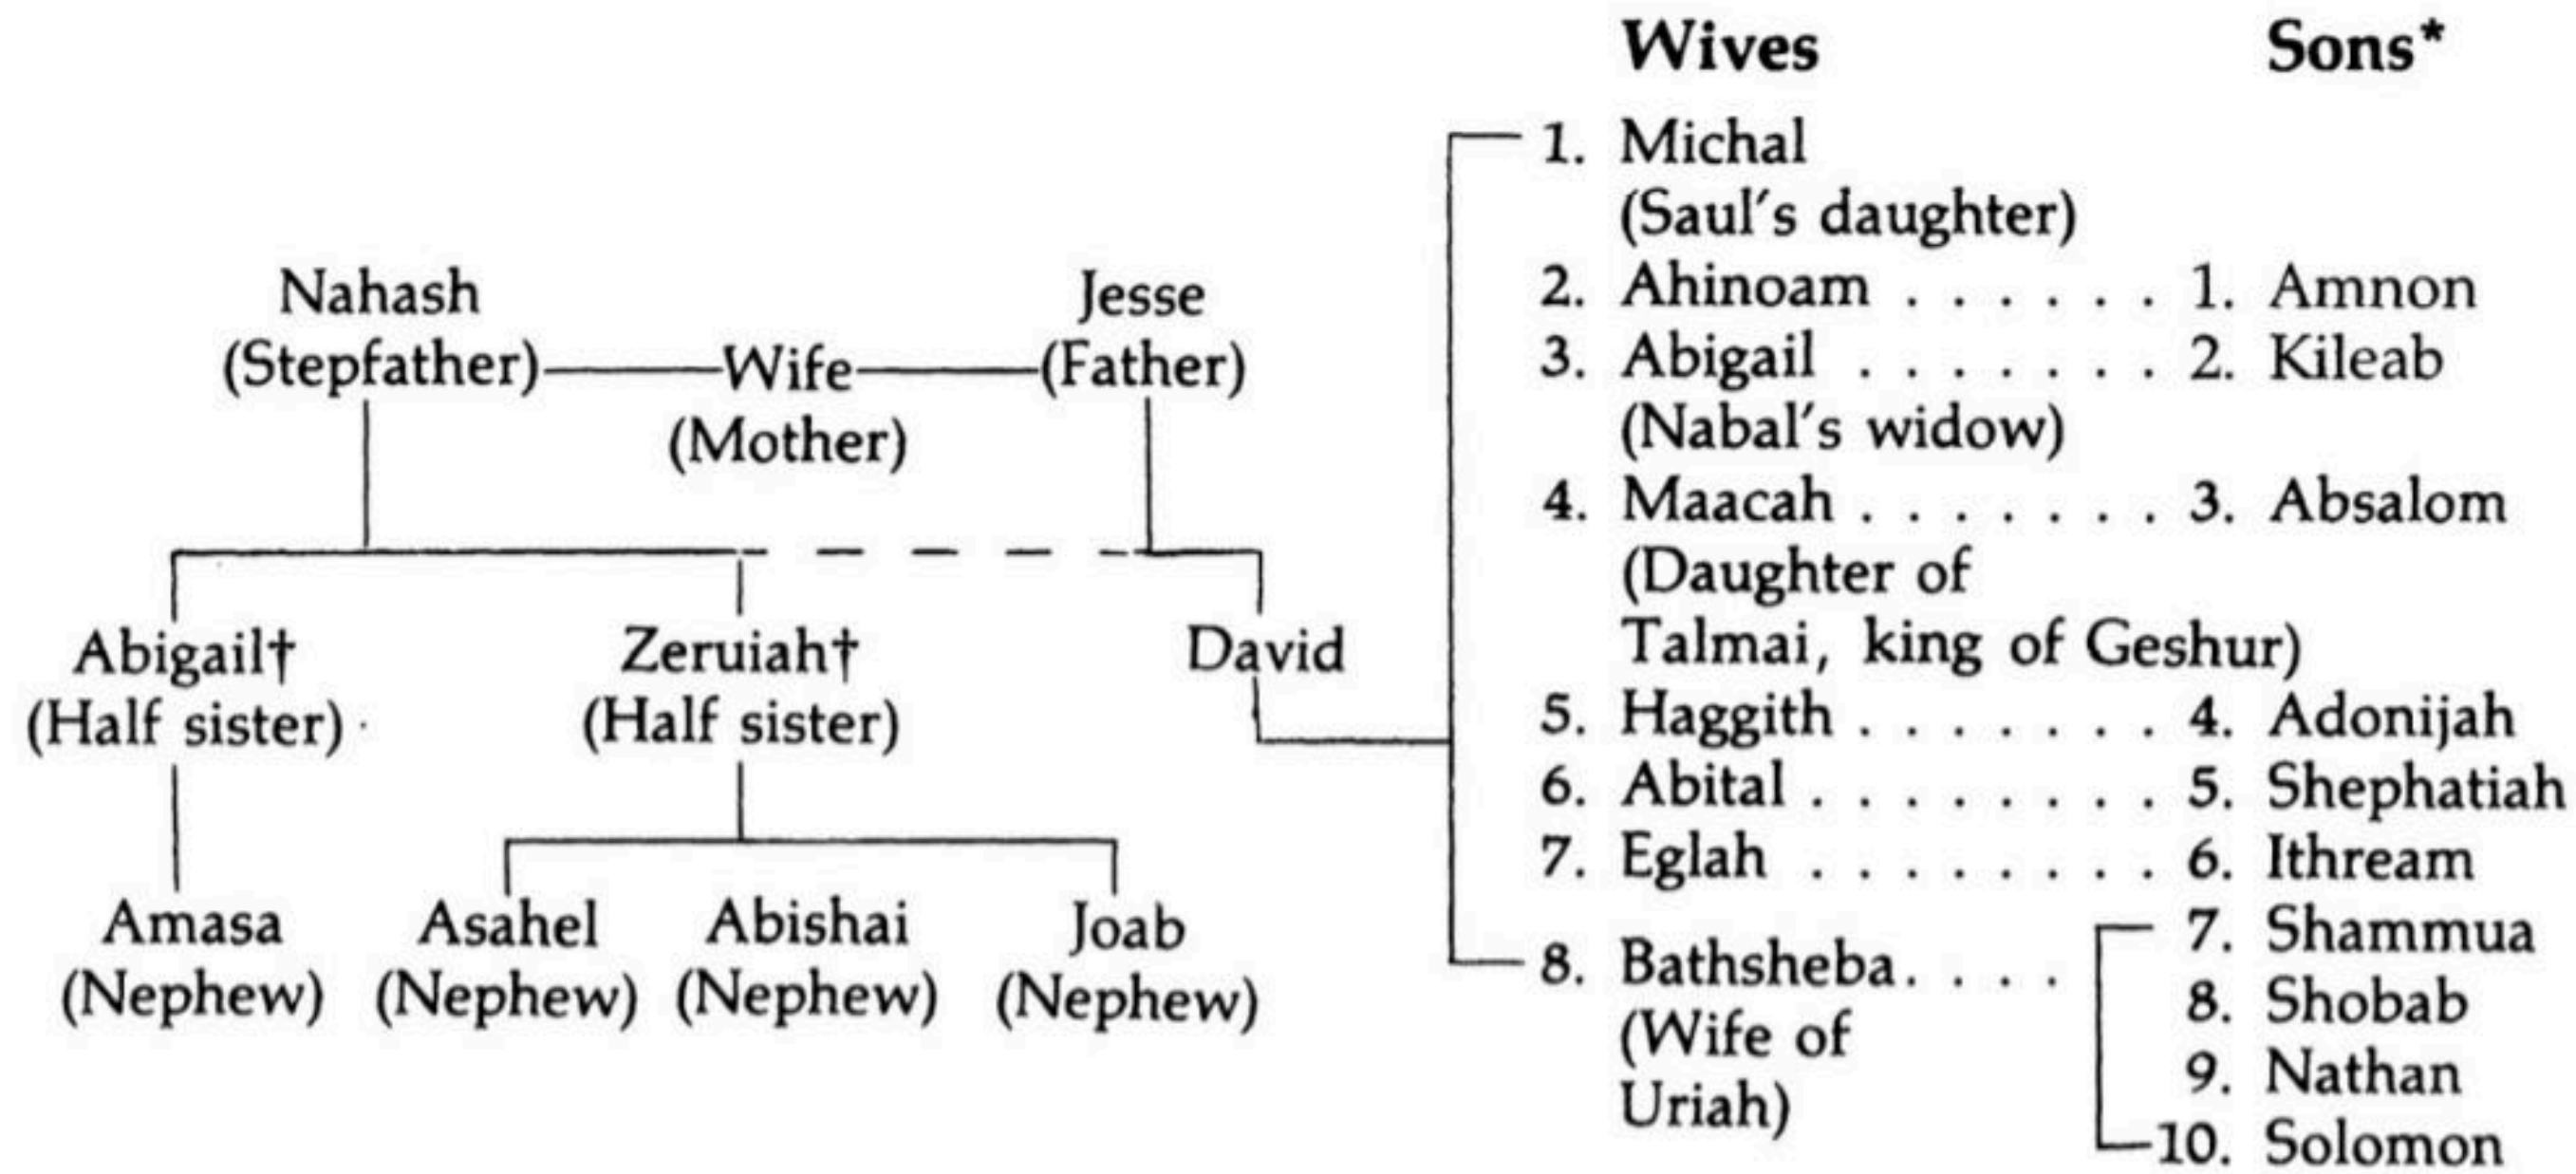 Wives Sons*
1. Michal
(Saul's daughter)
2. Ahinoam . . . . . . 1. Amnon
3. Abigail . . . . . . . 2. Kileab
(Nabal's widow)
4. Maacah . . . . . . . 3. Absalom
(Daughter of
Talmai, king of Geshur)
5. Haggith . . . . . . . 4. Adonijah
6. Abital . . . . . . . . 5. Shephatiah
7. Eglah . . . . . . . . 6. Ithream
7. Shammua
8. Bathsheba. . . .
(Wife of
Uriah)
8. Shobab
9. Nathan
10. Solomon
Nahash Jesse
(Stepfather) Wife (Father)
(Mother)
Abigail† Zeruiah† David
(Half sister) (Half sister)
Amasa Asahel Abishai Joab
(Nephew) (Nephew) (Nephew) (Nephew)